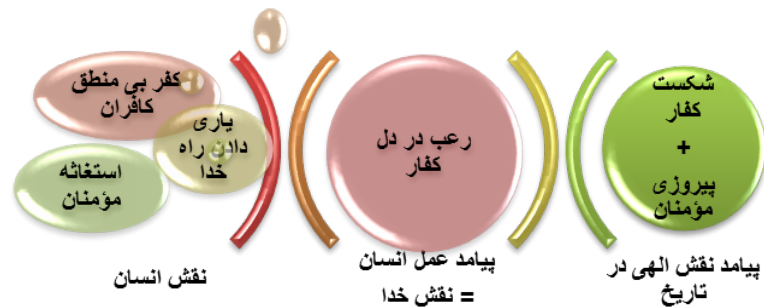 شکست
کفار
+
پیروزی
مؤمنان
رعب در دل
کفار
کفر بی منطق
کافران
یاری
دادن راه
خدا
استغاثه
مؤمنان
پیامد نقش الهی در
تاریخ
پیامد عمل انسان
= نقش خدا
نقش انسان